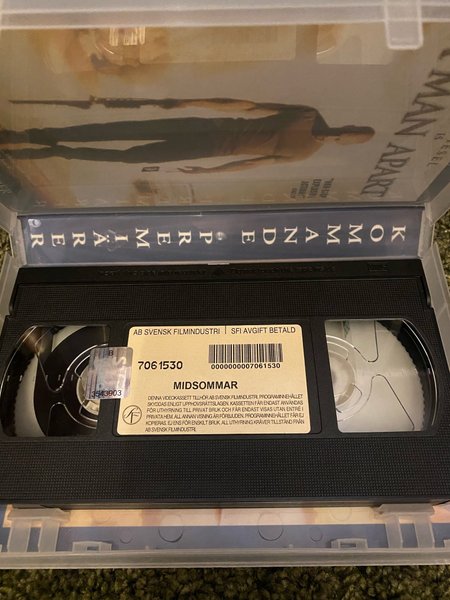 A MAN APART
KOMMANDE PREMIÄRER
AB SVENSK FILMINDUSTRI | SFI AVGIFT BETALD
7061530
0000000007061530
MIDSOMMAR
DENNA VIDEOKASSETT TILLHÖR AB SVENSK FILMINDUSTRI. PROGRAMINNEHÅLLET
SKYDDAS ENLIGT UPPHOVSRÄTTSLAGEN. KASSETTEN FÅR ENDAST ANVÄNDAS
FÖR UTHYRNING TILL PRIVAT BRUK OCH FÅR ENDAST VISAS UTAN ENTRÉ I
PRIVATA HEM. ALL ANNAN VISNING ÄR FÖRBJUDEN. PROGRAMINNEHÅLLET FÅR EJ
KOPIERAS, EJ ENS FÖR ENSKILT BRUK. ALL UTHYRNING KRÄVER TILLSTÅND FRÅN
AB SVENSK FILMINDUSTRI.
3543903